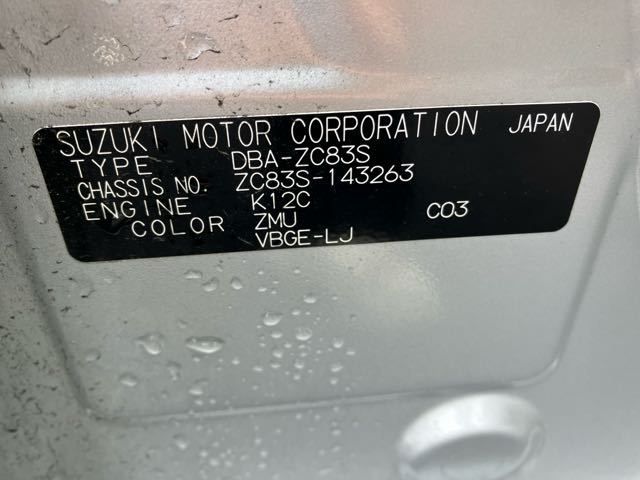 SUZUKI MOTOR CORPORATION JAPAN
TYPE DBA-ZC83S
CHASSIS NO. ZC83S-143263
ENGINE K12C
COLOR ZMU C03
VBGE-LJ